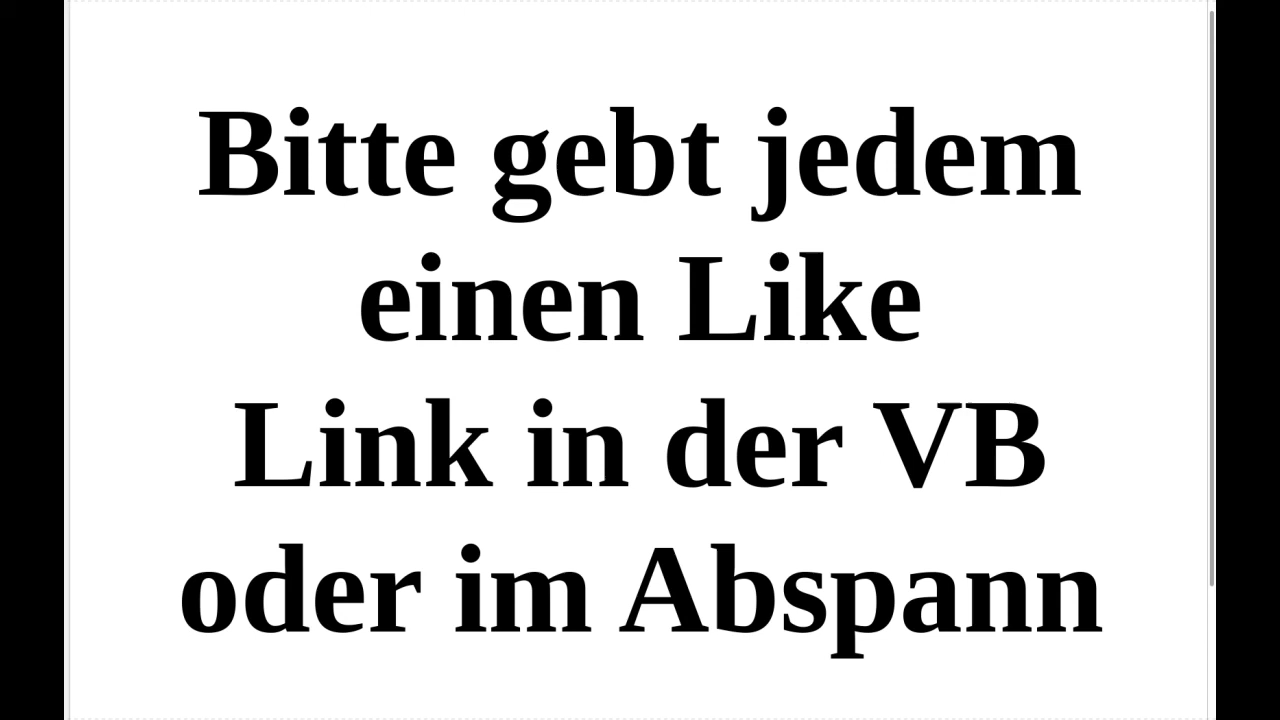 Bitte gebt jedem
einen Like
Link in der VB
oder im Abspann